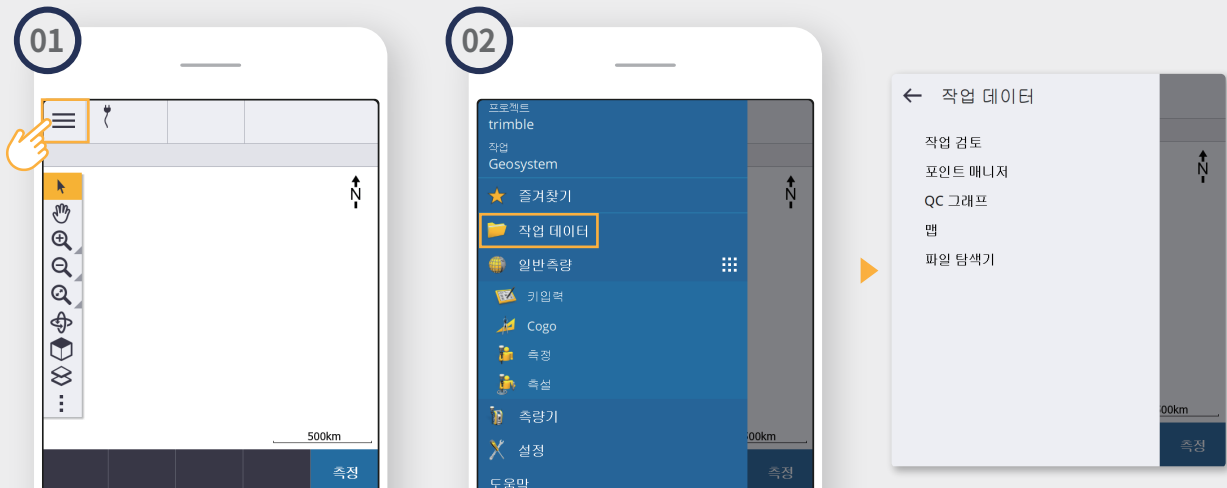 01
N
500km
측정
02
프로젝트
trimble
작업
Geosystem
즐겨찾기
작업 데이터
일반측량
키입력
Cogo
측정
측설
측량기
설정
도움말
N
00km
측정
작업 데이터
작업 검토
포인트 매니저
QC 그래프
맵
파일 탐색기
N
00km
측정